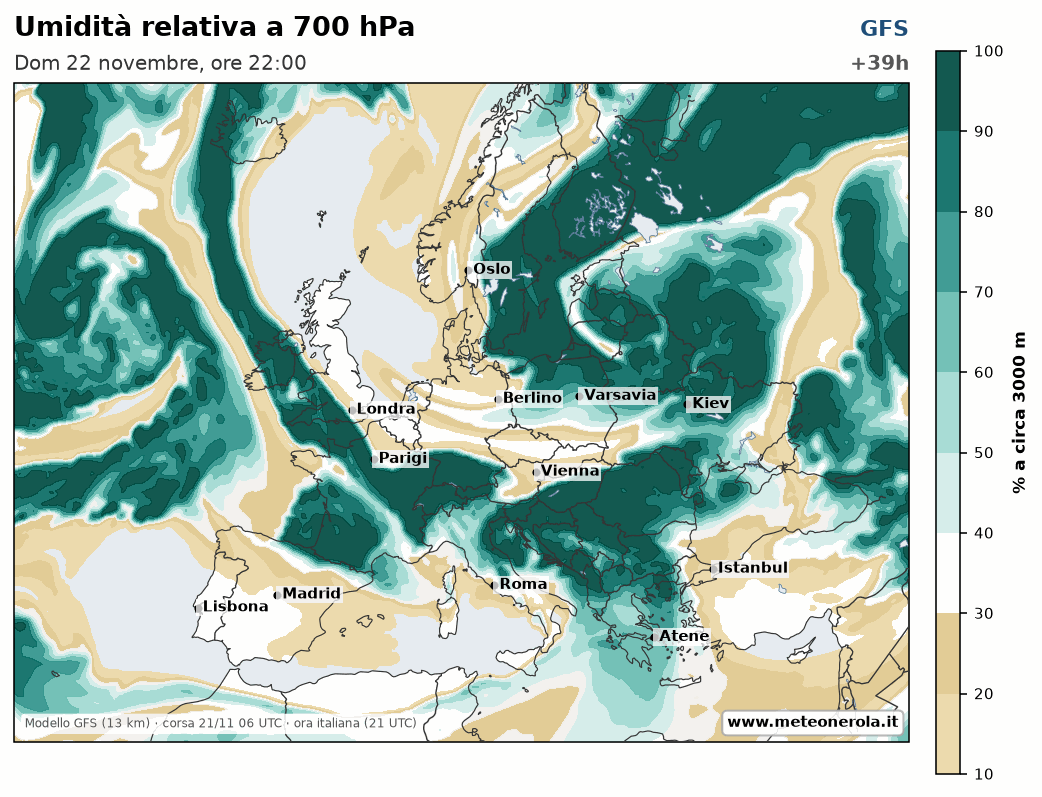 Umidità relativa a 700 hPa
GFS
Dom 22 novembre, ore 22:00
+39h
100
90
80
70
60
50
40
30
20
10
% a circa 3000 m
Oslo
Berlino
Varsavia
Kiev
Londra
Parigi
Vienna
Istanbul
Roma
Madrid
Lisbona
Atene
Modello GFS (13 km) · corsa 21/11 06 UTC · ora italiana (21 UTC)
www.meteonerola.it